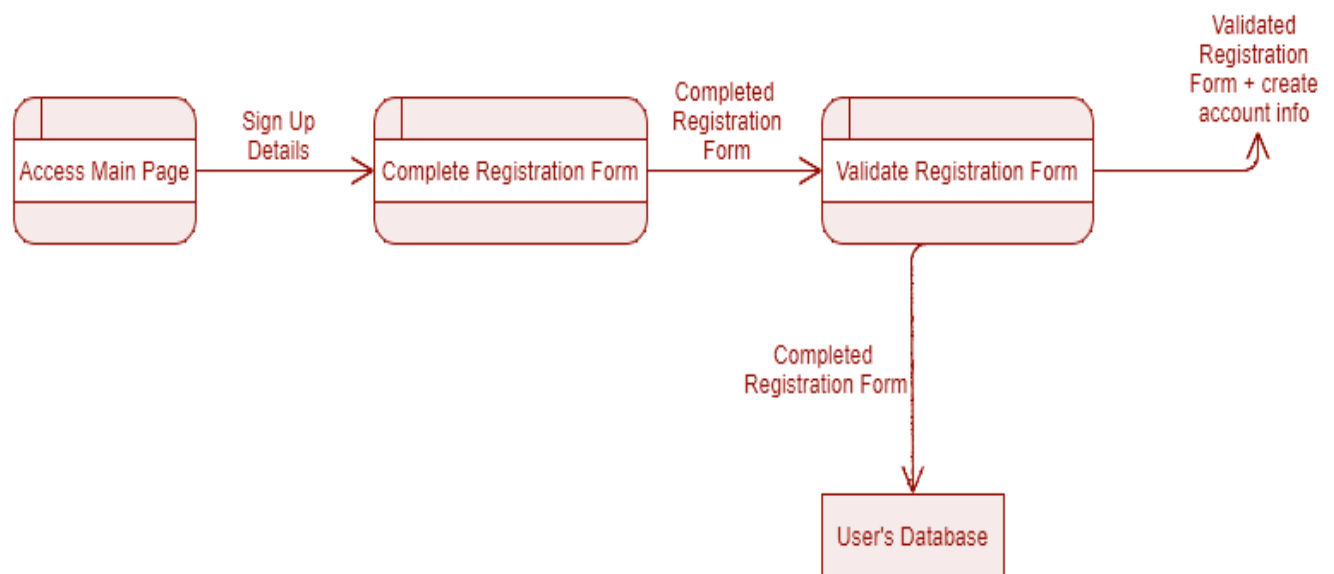 Validated
Registration
Form + create
account info
Completed
Registration
Form
Sign Up
Details
Access Main Page
Complete Registration Form
Validate Registration Form
Completed
Registration Form
User's Database